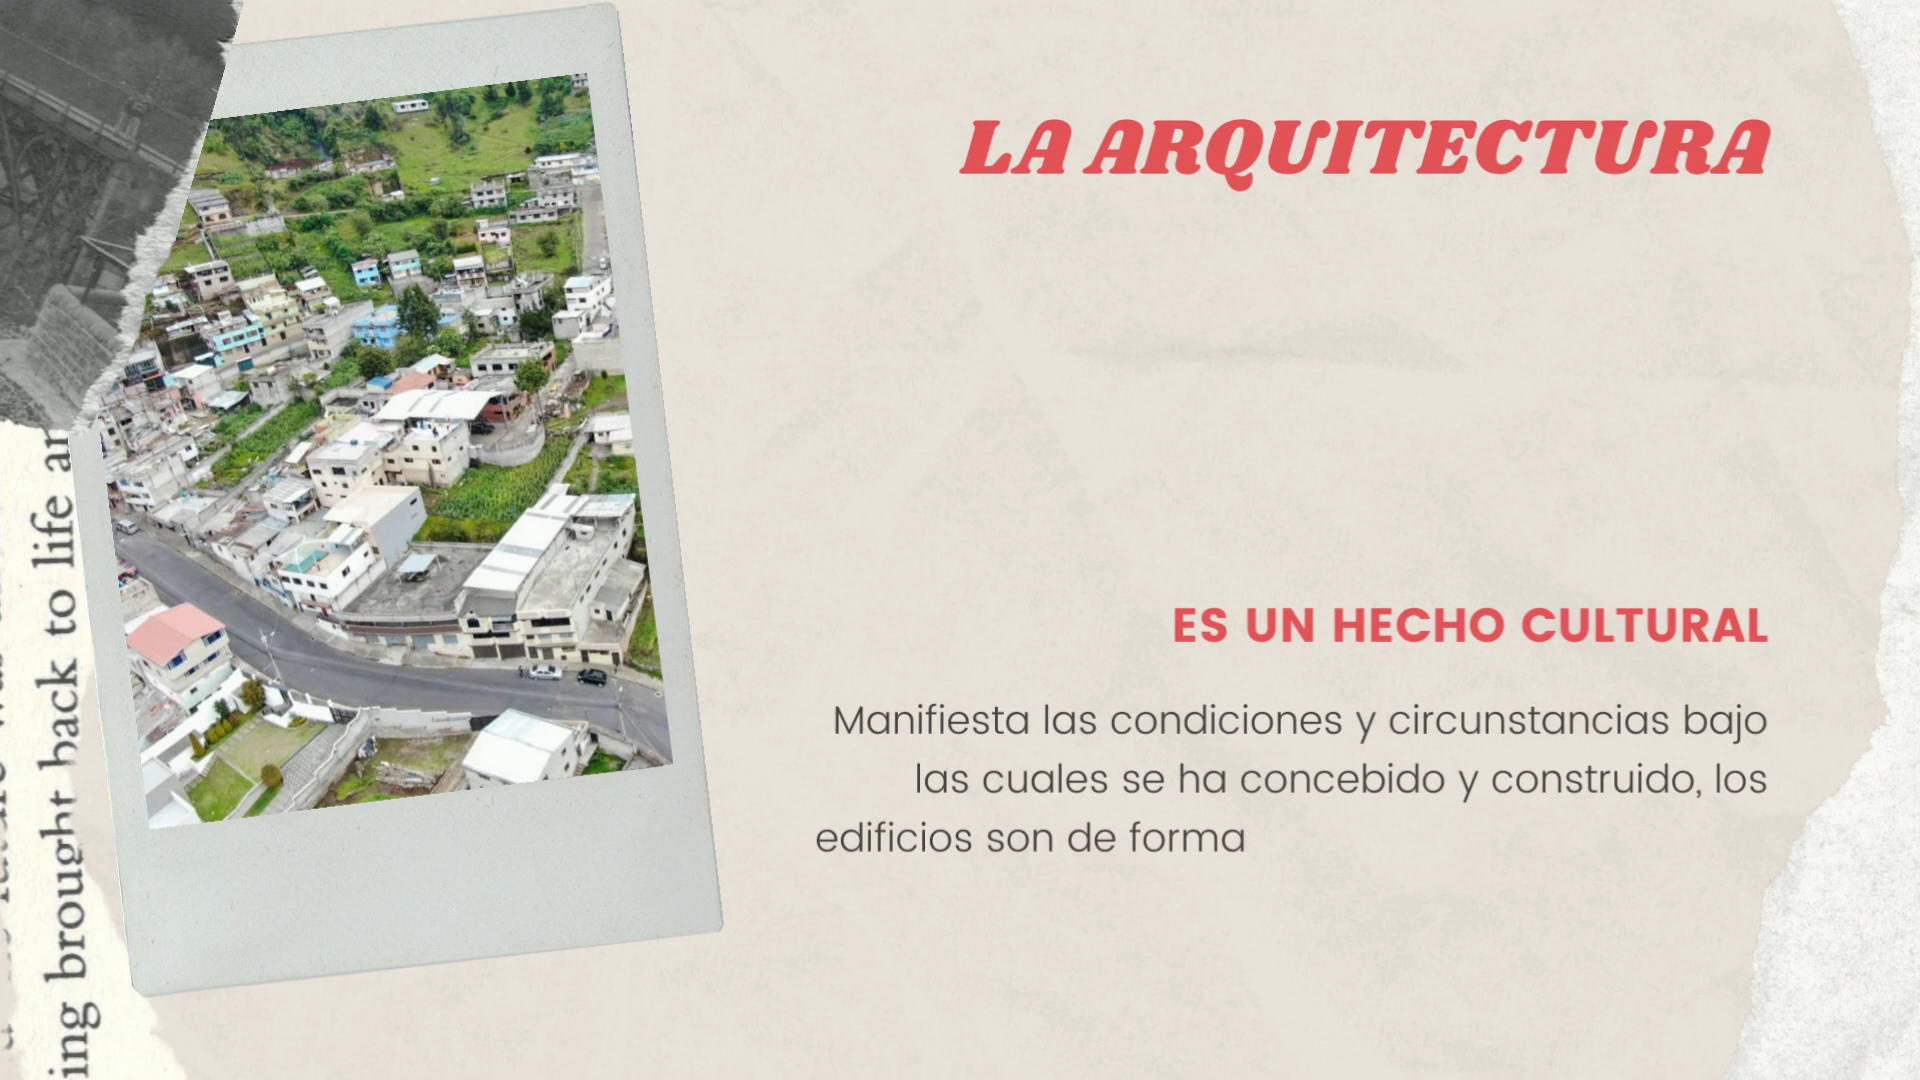 LA ARQUITECTURA
ES UN HECHO CULTURAL
Manifiesta las condiciones y circunstancias bajo
las cuales se ha concebido y construido, los
edificios son de forma
ing brought back to life